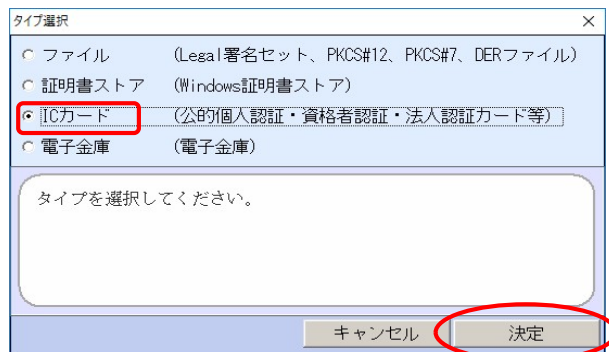 タイプ選択
ファイル (Legal署名セット、PKCS#12、PKCS#7、DERファイル)
証明書ストア (Windows証明書ストア)
ICカード (公的個人認証・資格者認証・法人認証カード等)
電子金庫 (電子金庫)
タイプを選択してください。
キャンセル 決定